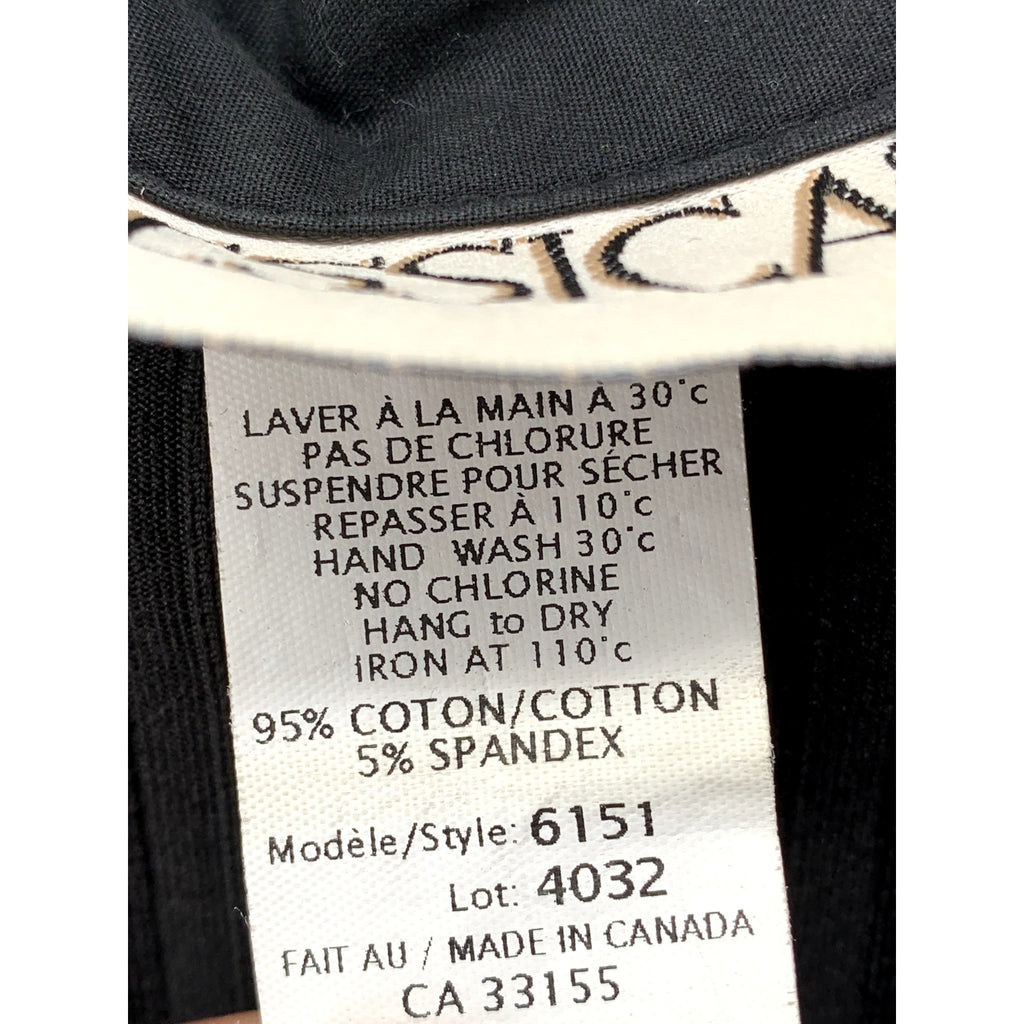 SSICA
LAVER À LA MAIN À 30°c
PAS DE CHLORURE
SUSPENDRE POUR SÉCHER
REPASSER À 110°c
HAND WASH 30°c
NO CHLORINE
HANG to DRY
IRON AT 110°c
95% COTON/COTTON
5% SPANDEX
Modèle/Style: 6151
Lot: 4032
FAIT AU / MADE IN CANADA
CA 33155